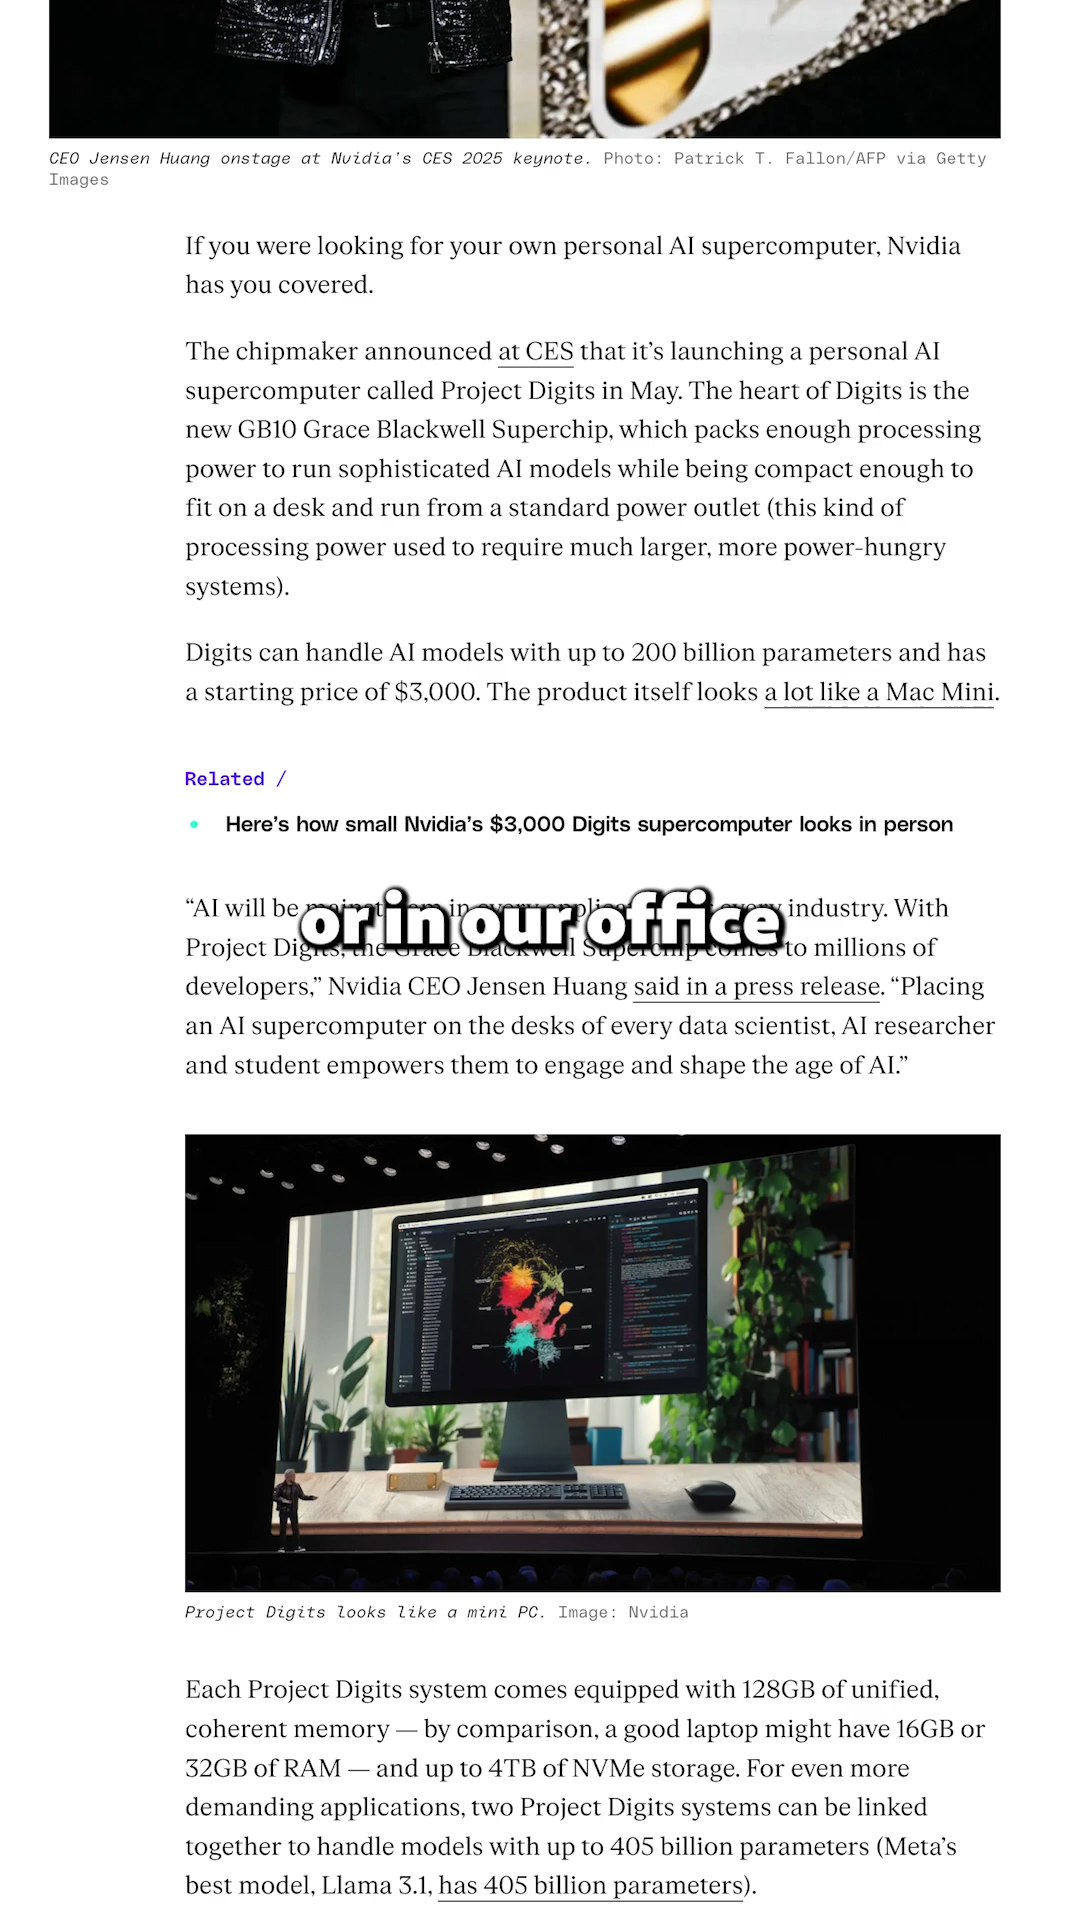 CEO Jensen Huang onstage at Nvidia's CES 2025 keynote. Photo: Patrick T. Fallon/AFP via Getty
Images
If you were looking for your own personal AI supercomputer, Nvidia
has you covered.
The chipmaker announced at CES that it's launching a personal AI
supercomputer called Project Digits in May. The heart of Digits is the
new GB10 Grace Blackwell Superchip, which packs enough processing
power to run sophisticated AI models while being compact enough to
fit on a desk and run from a standard power outlet (this kind of
processing power used to require much larger, more power-hungry
systems).
Digits can handle AI models with up to 200 billion parameters and has
a starting price of $3,000. The product itself looks a lot like a Mac Mini.
Related /
• Here's how small Nvidia's $3,000 Digits supercomputer looks in person
“AI will be mainstream in every application for every industry. With
or in our office
Project Digits, the Grace Blackwell Superchip comes to millions of
developers,” Nvidia CEO Jensen Huang said in a press release. “Placing
an AI supercomputer on the desks of every data scientist, AI researcher
and student empowers them to engage and shape the age of AI.”
Project Digits looks like a mini PC. Image: Nvidia
Each Project Digits system comes equipped with 128GB of unified,
coherent memory — by comparison, a good laptop might have 16GB or
32GB of RAM — and up to 4TB of NVMe storage. For even more
demanding applications, two Project Digits systems can be linked
together to handle models with up to 405 billion parameters (Meta's
best model, Llama 3.1, has 405 billion parameters).